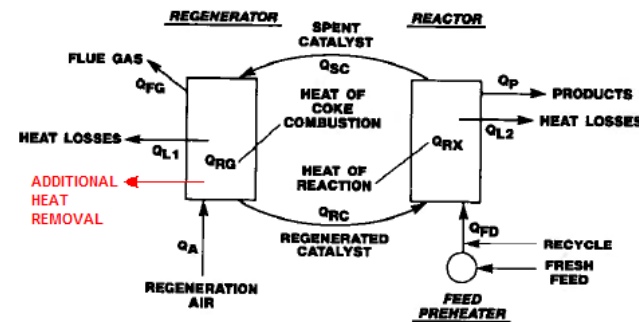 REGENERATOR
REACTOR
SPENT
CATALYST
FLUE GAS
QFG
QSC
QP
PRODUCTS
HEAT OF
COKE
COMBUSTION
HEAT LOSSES
QL1
QRG
QL2
HEAT LOSSES
QRX
HEAT OF
REACTION
ADDITIONAL
HEAT
REMOVAL
QRC
REGENERATED
CATALYST
QA
REGENERATION
AIR
QFD
RECYCLE
FRESH
FEED
FEED
PREHEATER